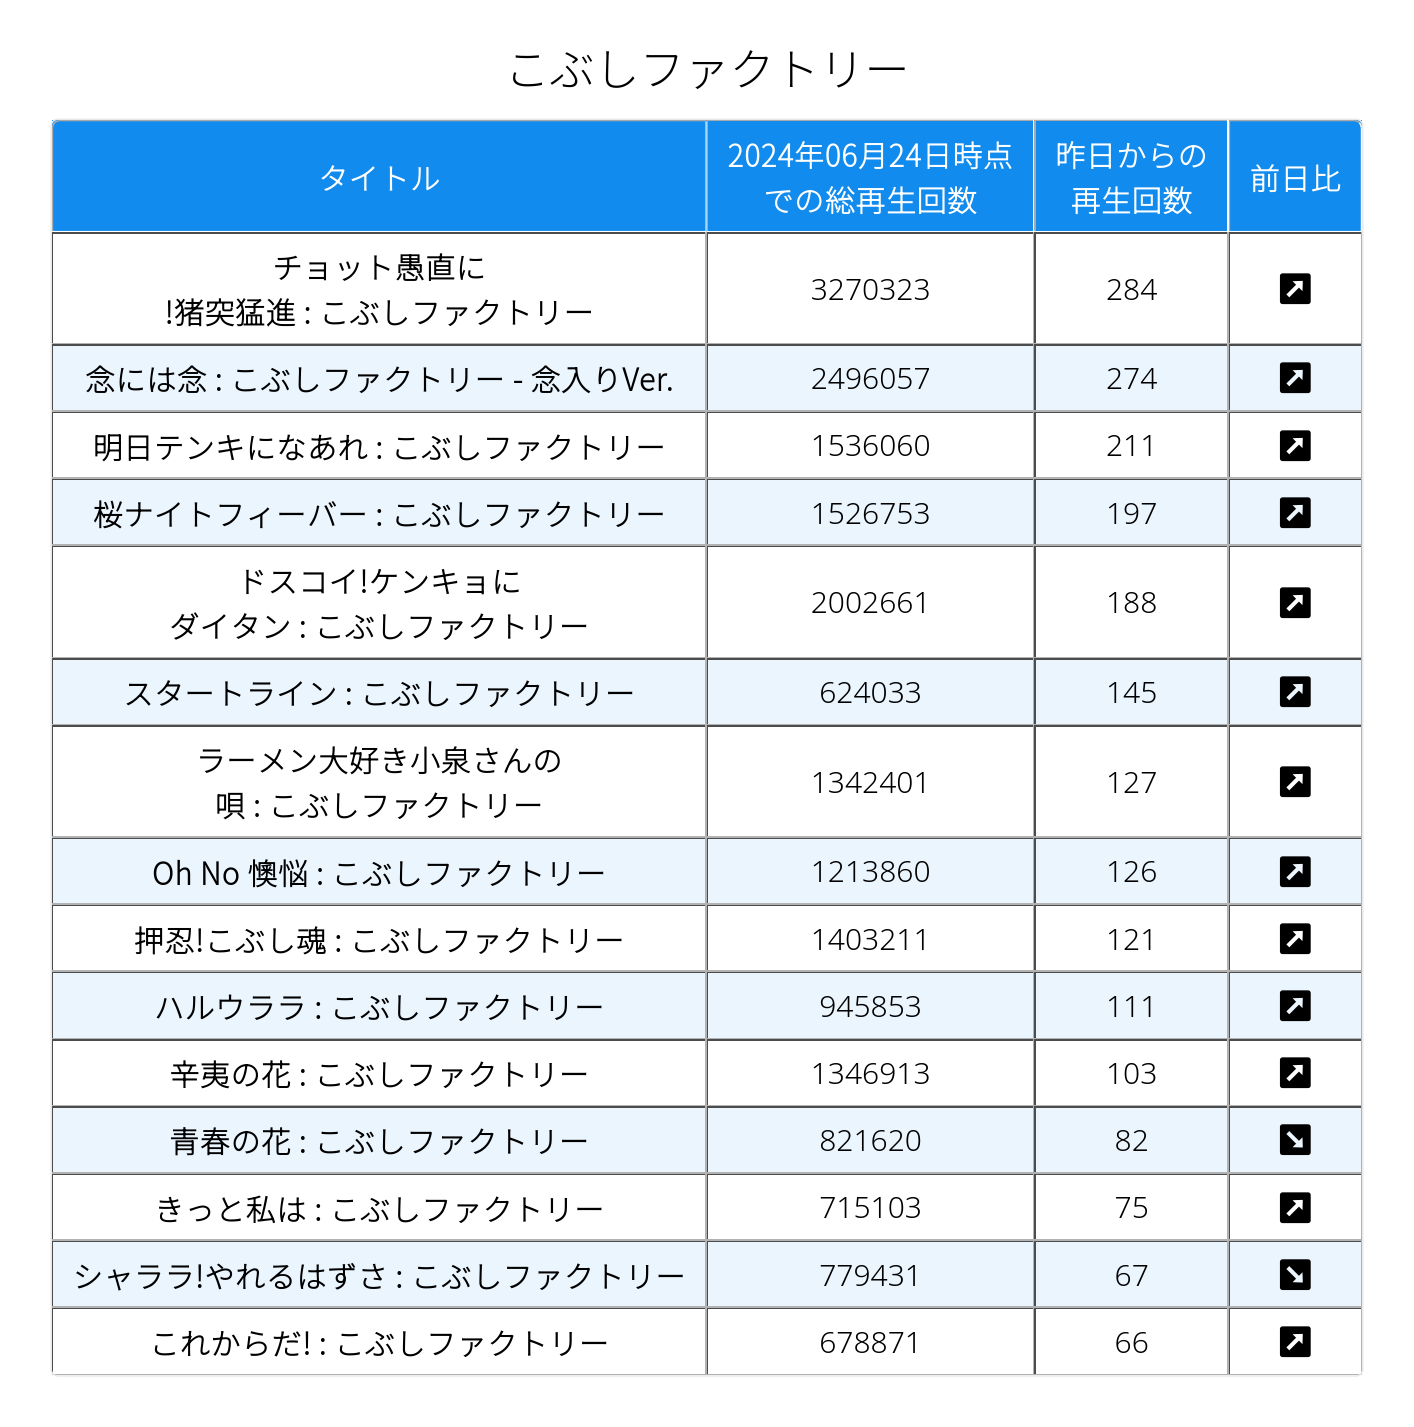 こぶしファクトリー
タイトル
2024年06月24日時点
での総再生回数
昨日からの
再生回数
前日比
チョット愚直に
!猪突猛進 : こぶしファクトリー
3270323
284
念には念 : こぶしファクトリー - 念入りVer.
2496057
274
明日テンキになあれ : こぶしファクトリー
1536060
211
桜ナイトフィーバー : こぶしファクトリー
1526753
197
ドスコイ!ケンキョに
ダイタン : こぶしファクトリー
2002661
188
スタートライン : こぶしファクトリー
624033
145
ラーメン大好き小泉さんの
唄 : こぶしファクトリー
1342401
127
Oh No 懊悩 : こぶしファクトリー
1213860
126
押忍!こぶし魂 : こぶしファクトリー
1403211
121
ハルウララ : こぶしファクトリー
945853
111
辛夷の花 : こぶしファクトリー
1346913
103
青春の花 : こぶしファクトリー
821620
82
きっと私は : こぶしファクトリー
715103
75
シャララ!やれるはずさ : こぶしファクトリー
779431
67
これからだ! : こぶしファクトリー
678871
66